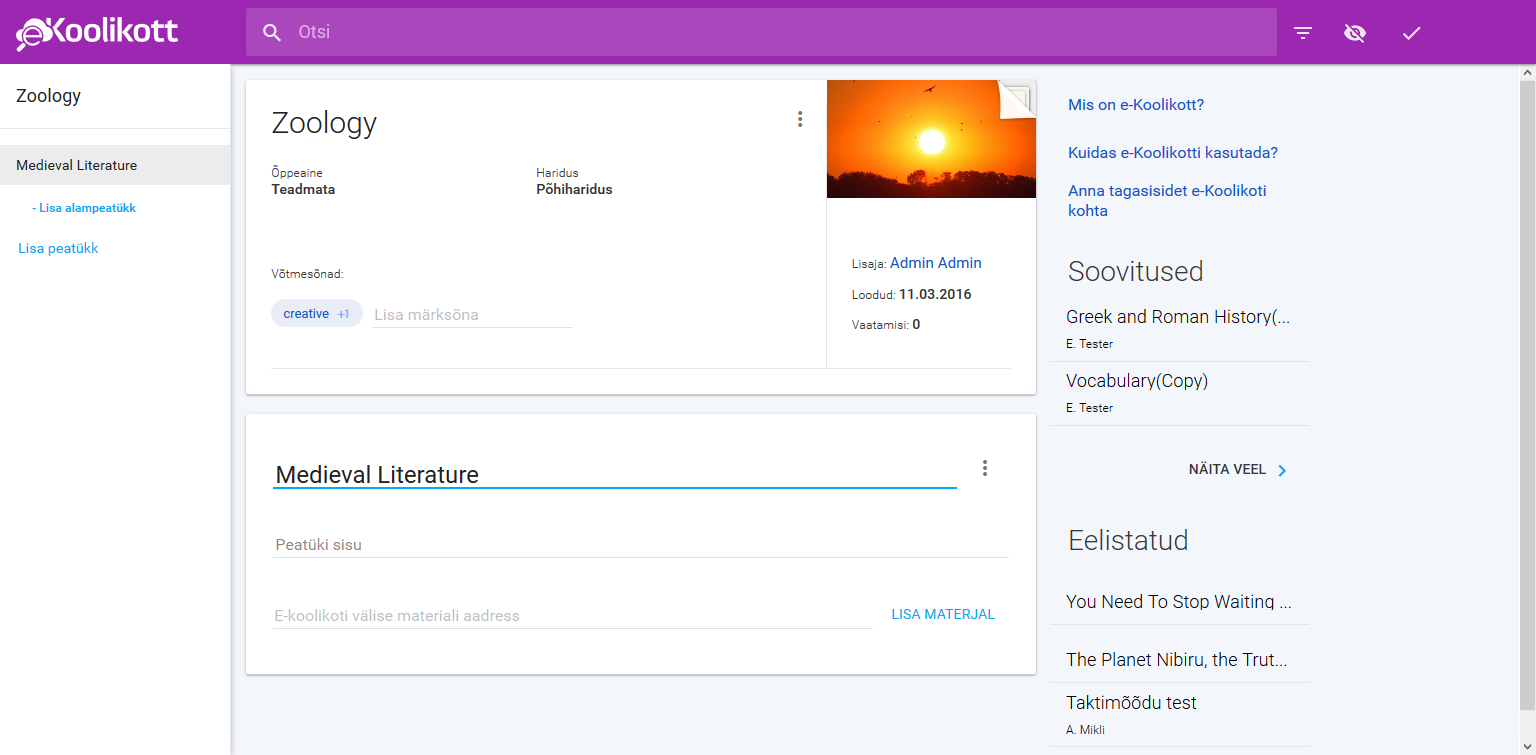 eKoolikott
Otsi
Zoology
Medieval Literature
- Lisa alampeatükk
Lisa peatükk
Zoology
Õppeaine
Teadmata
Haridus
Põhiharidus
Võtmesõnad:
creative +1
Lisa märksõna
Lisaja: Admin Admin
Loodud: 11.03.2016
Vaatamisi: 0
Medieval Literature
Peatüki sisu
E-koolikoti välise materiali aadress
LISA MATERJAL
Mis on e-Koolikott?
Kuidas e-Koolikotti kasutada?
Anna tagasisidet e-Koolikoti
kohta
Soovitused
Greek and Roman History(...
E. Tester
Vocabulary(Copy)
E. Tester
NÄITA VEEL
Eelistatud
You Need To Stop Waiting ...
The Planet Nibiru, the Trut...
Taktimõõdu test
A. Mikli